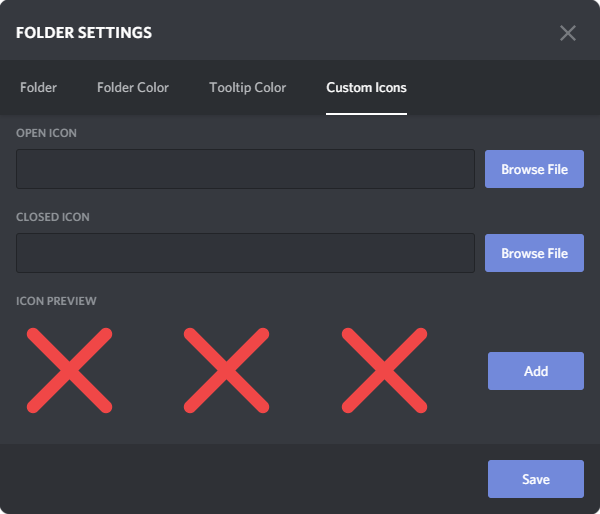 FOLDER SETTINGS
Folder Folder Color Tooltip Color Custom Icons
OPEN ICON
Browse File
CLOSED ICON
Browse File
ICON PREVIEW
Add
Save